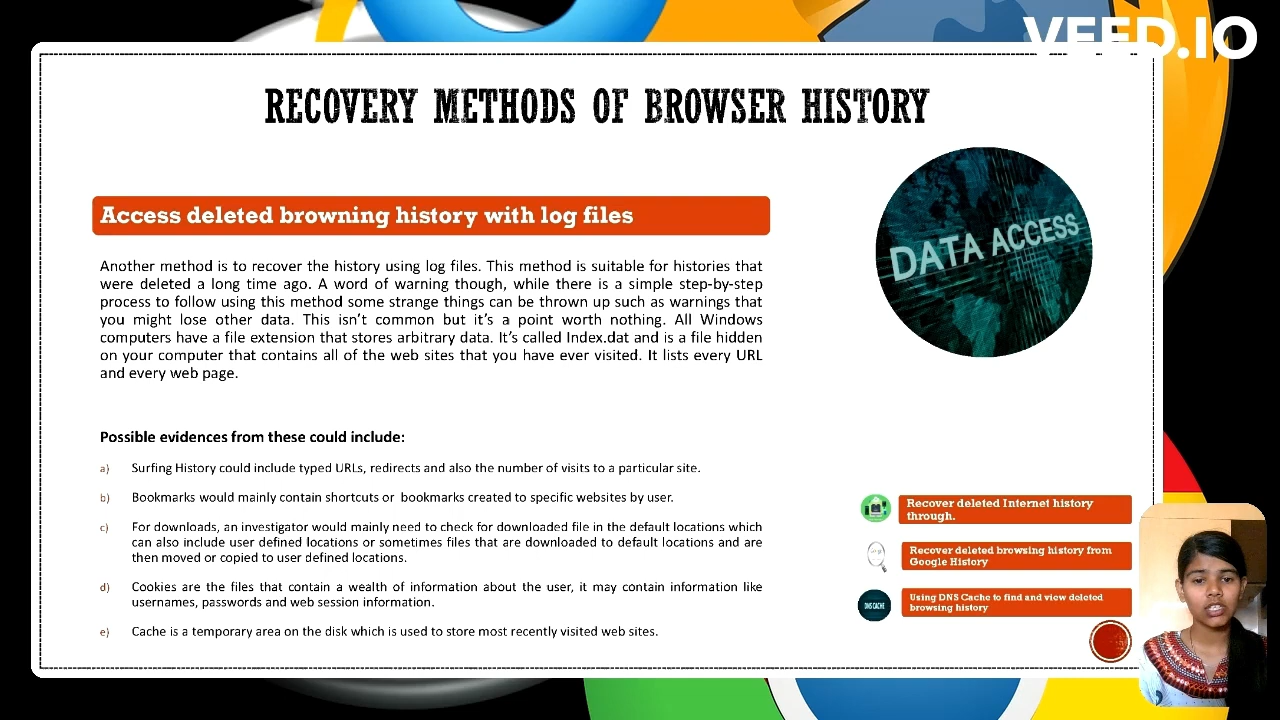 VEED.IO
RECOVERY METHODS OF BROWSER HISTORY
DATA ACCESS
Access deleted browning history with log files
Another method is to recover the history using log files. This method is suitable for histories that
were deleted a long time ago. A word of warning though, while there is a simple step-by-step
process to follow using this method some strange things can be thrown up such as warnings that
you might lose other data. This isn't common but it's a point worth nothing. All Windows
computers have a file extension that stores arbitrary data. It's called Index.dat and is a file hidden
on your computer that contains all of the web sites that you have ever visited. It lists every URL
and every web page.
Possible evidences from these could include:
a) Surfing History could include typed URLs, redirects and also the number of visits to a particular site.
b) Bookmarks would mainly contain shortcuts or bookmarks created to specific websites by user.
c) For downloads, an investigator would mainly need to check for downloaded file in the default locations which
can also include user defined locations or sometimes files that are downloaded to default locations and are
then moved or copied to user defined locations.
d) Cookies are the files that contain a wealth of information about the user, it may contain information like
usernames, passwords and web session information.
e) Cache is a temporary area on the disk which is used to store most recently visited web sites.
Recover deleted Internet history
through.
Recover deleted browsing history from
Google History
DNS CACHE
Using DNS Cache to find and view deleted
browsing history